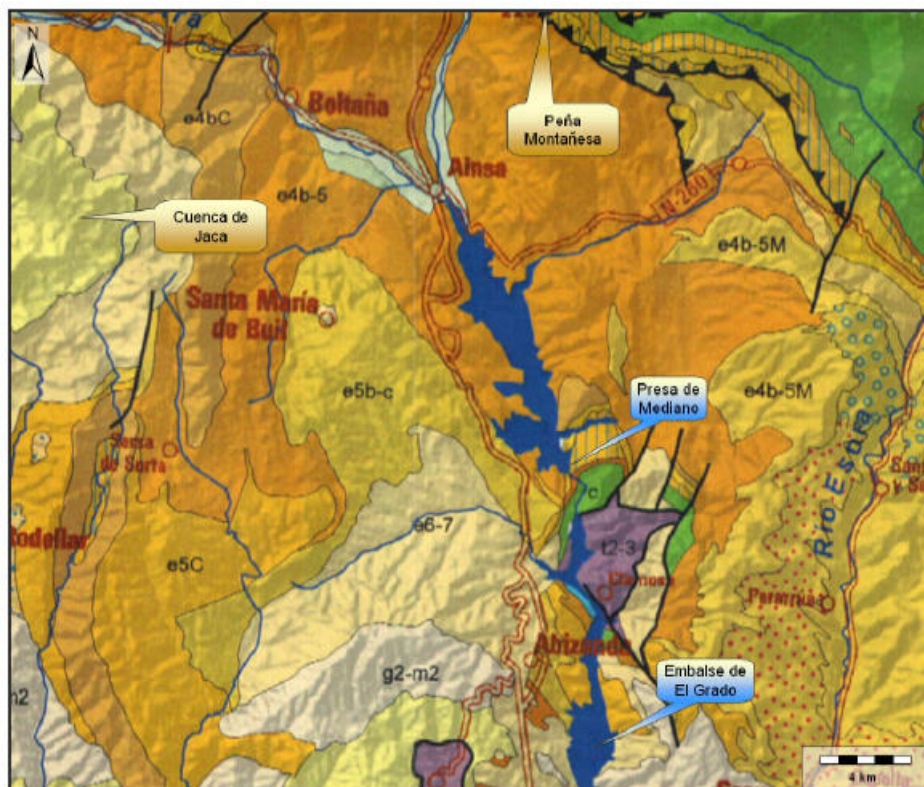 N
Peña
Montañesa
e4bC
Boltaña
Ainsa
Cuenca de
Jaca
e4b-5
N-260
e4b-5M
Santa María
de Buil
e5b-c
Presa de
Mediano
e4b-5M
Río Esera
c
e6-7
t2-3
e5C
Abizanda
g2-m2
m2
Embalse de
El Grado
4 km